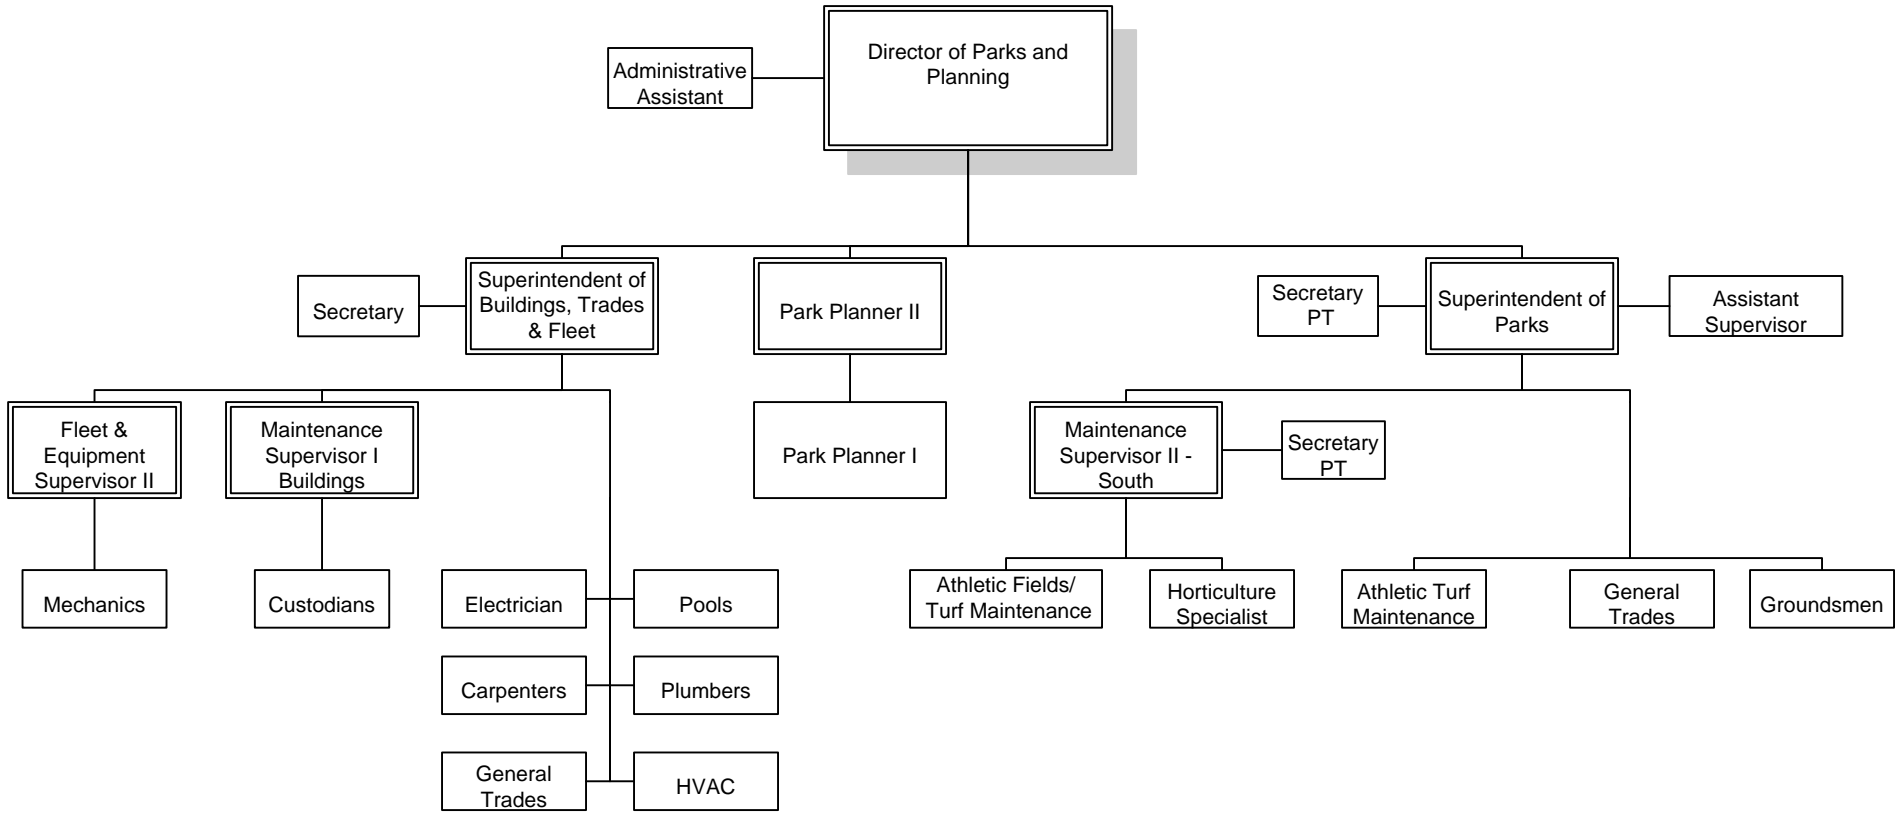 Director of Parks and
Planning
Administrative
Assistant
Secretary
Superintendent of
Buildings, Trades
& Fleet
Park Planner II
Secretary
PT
Superintendent of
Parks
Assistant
Supervisor
Fleet &
Equipment
Supervisor II
Maintenance
Supervisor I
Buildings
Park Planner I
Maintenance
Supervisor II -
South
Secretary
PT
Mechanics
Custodians
Electrician
Pools
Athletic Fields/
Turf Maintenance
Horticulture
Specialist
Athletic Turf
Maintenance
General
Trades
Groundsmen
Carpenters
Plumbers
General
Trades
HVAC